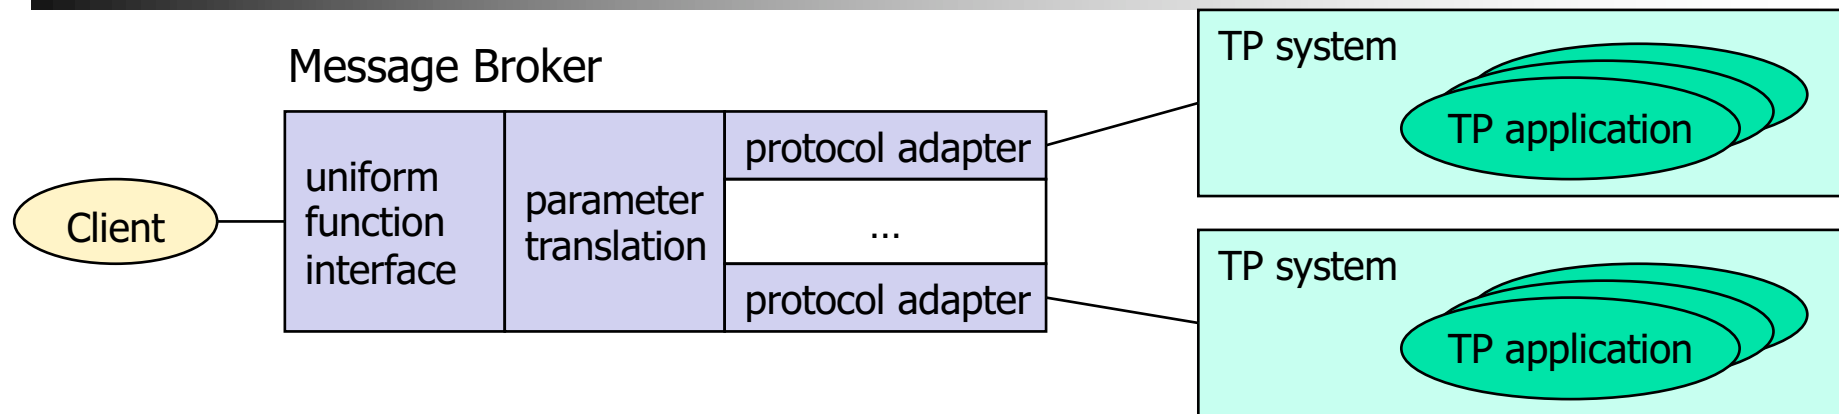 Message Broker
Client
uniform
function
interface
parameter
translation
protocol adapter
...
protocol adapter
TP system
TP application
TP system
TP application